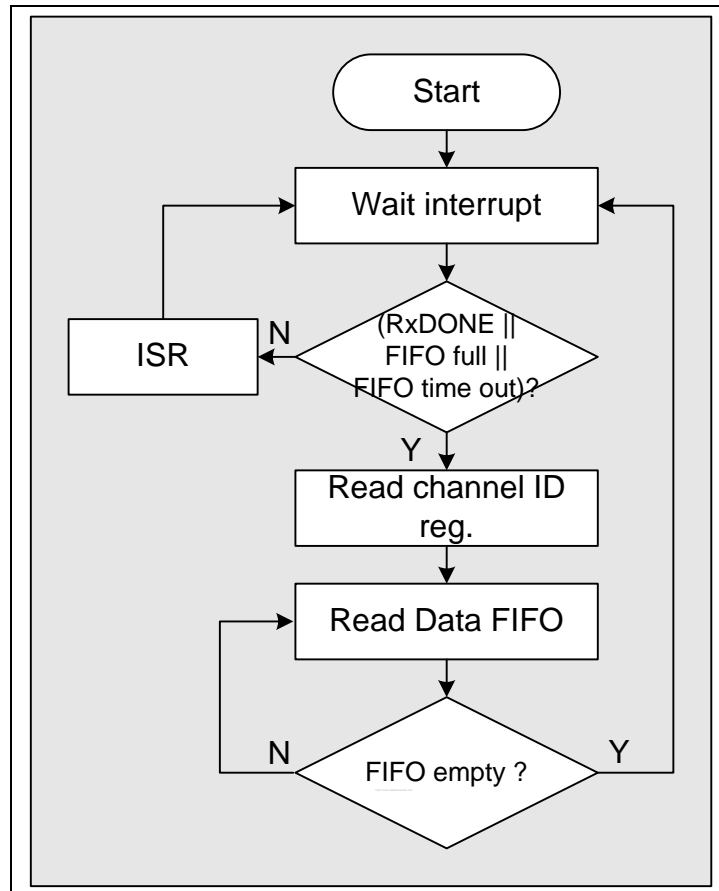 Start
Wait interrupt
(RxDONE ||
FIFO full ||
FIFO time out)?
N
ISR
Y
Read channel ID
reg.
Read Data FIFO
N
FIFO empty ?
Y